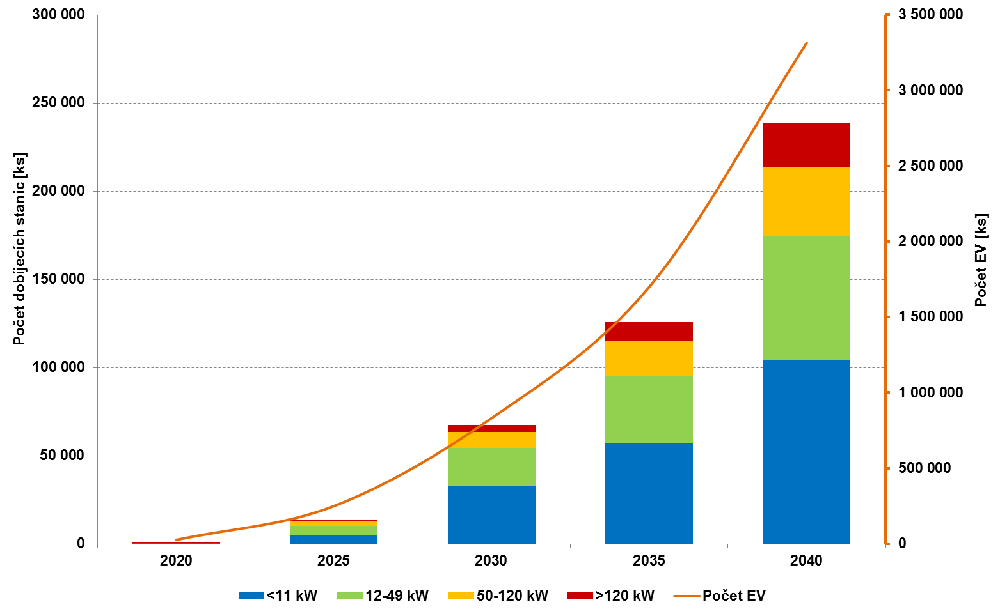 300 000
250 000
200 000
150 000
100 000
50 000
0
Počet dobíjecích stanic [ks]
3 500 000
3 000 000
2 500 000
2 000 000
1 500 000
1 000 000
500 000
0
Počet EV [ks]
2020 2025 2030 2035 2040
<11 kW 12-49 kW 50-120 kW >120 kW Počet EV